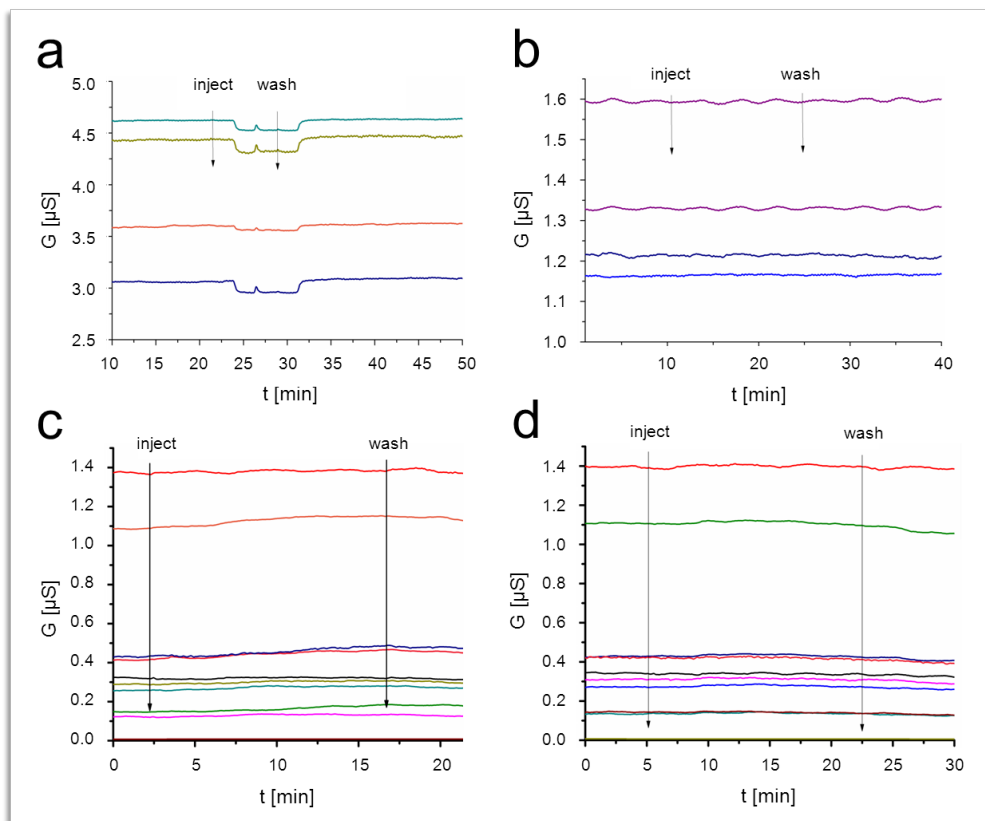 a
inject wash
5.0
4.5
4.0
3.5
3.0
2.5
G [µS]
10 15 20 25 30 35 40 45 50
t [min]
b
inject wash
1.6
1.5
1.4
1.3
1.2
1.1
1.0
G [µS]
10 20 30 40
t [min]
c
inject wash
1.4
1.2
1.0
0.8
0.6
0.4
0.2
0.0
G [µS]
0 5 10 15 20
t [min]
d
inject wash
1.4
1.2
1.0
0.8
0.6
0.4
0.2
0.0
G [µS]
0 5 10 15 20 25 30
t [min]